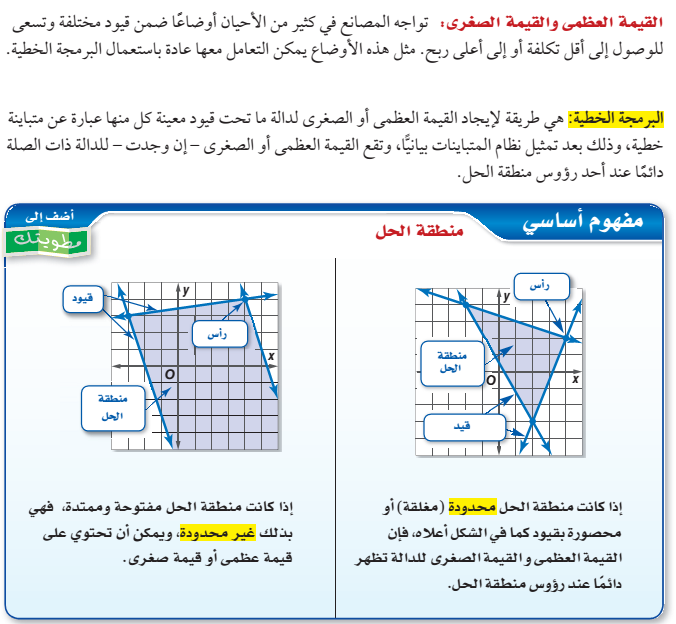 القيمة العظمى والقيمة الصغرى: تواجه المصانع في كثير من الأحيان أوضاعًا ضمن قيود مختلفة وتسعى
للوصول إلى أقل تكلفة أو إلى أعلى ربح. مثل هذه الأوضاع يمكن التعامل معها عادة باستعمال البرمجة الخطية.
البرمجة الخطية: هي طريقة لإيجاد القيمة العظمى أو الصغرى لدالة ما تحت قيود معينة كل منها عبارة عن متباينة
خطية، وذلك بعد تمثيل نظام المتباينات بيانيًّا، وتقع القيمة العظمى أو الصغرى – إن وجدت – للدالة ذات الصلة
دائمًا عند أحد رؤوس منطقة الحل.
مفهوم أساسي
منطقة الحل
أضف إلى
مطويتك
رأس
y
منطقة
الحل
O
x
قيد
إذا كانت منطقة الحل محدودة (مغلقة) أو
محصورة بقيود كما في الشكل أعلاه، فإن
القيمة العظمى و القيمة الصغرى للدالة تظهر
دائمًا عند رؤوس منطقة الحل.
قيود
y
رأس
x
O
منطقة
الحل
إذا كانت منطقة الحل مفتوحة وممتدة، فهي
بذلك غير محدودة، ويمكن أن تحتوي على
قيمة عظمى أو قيمة صغرى.